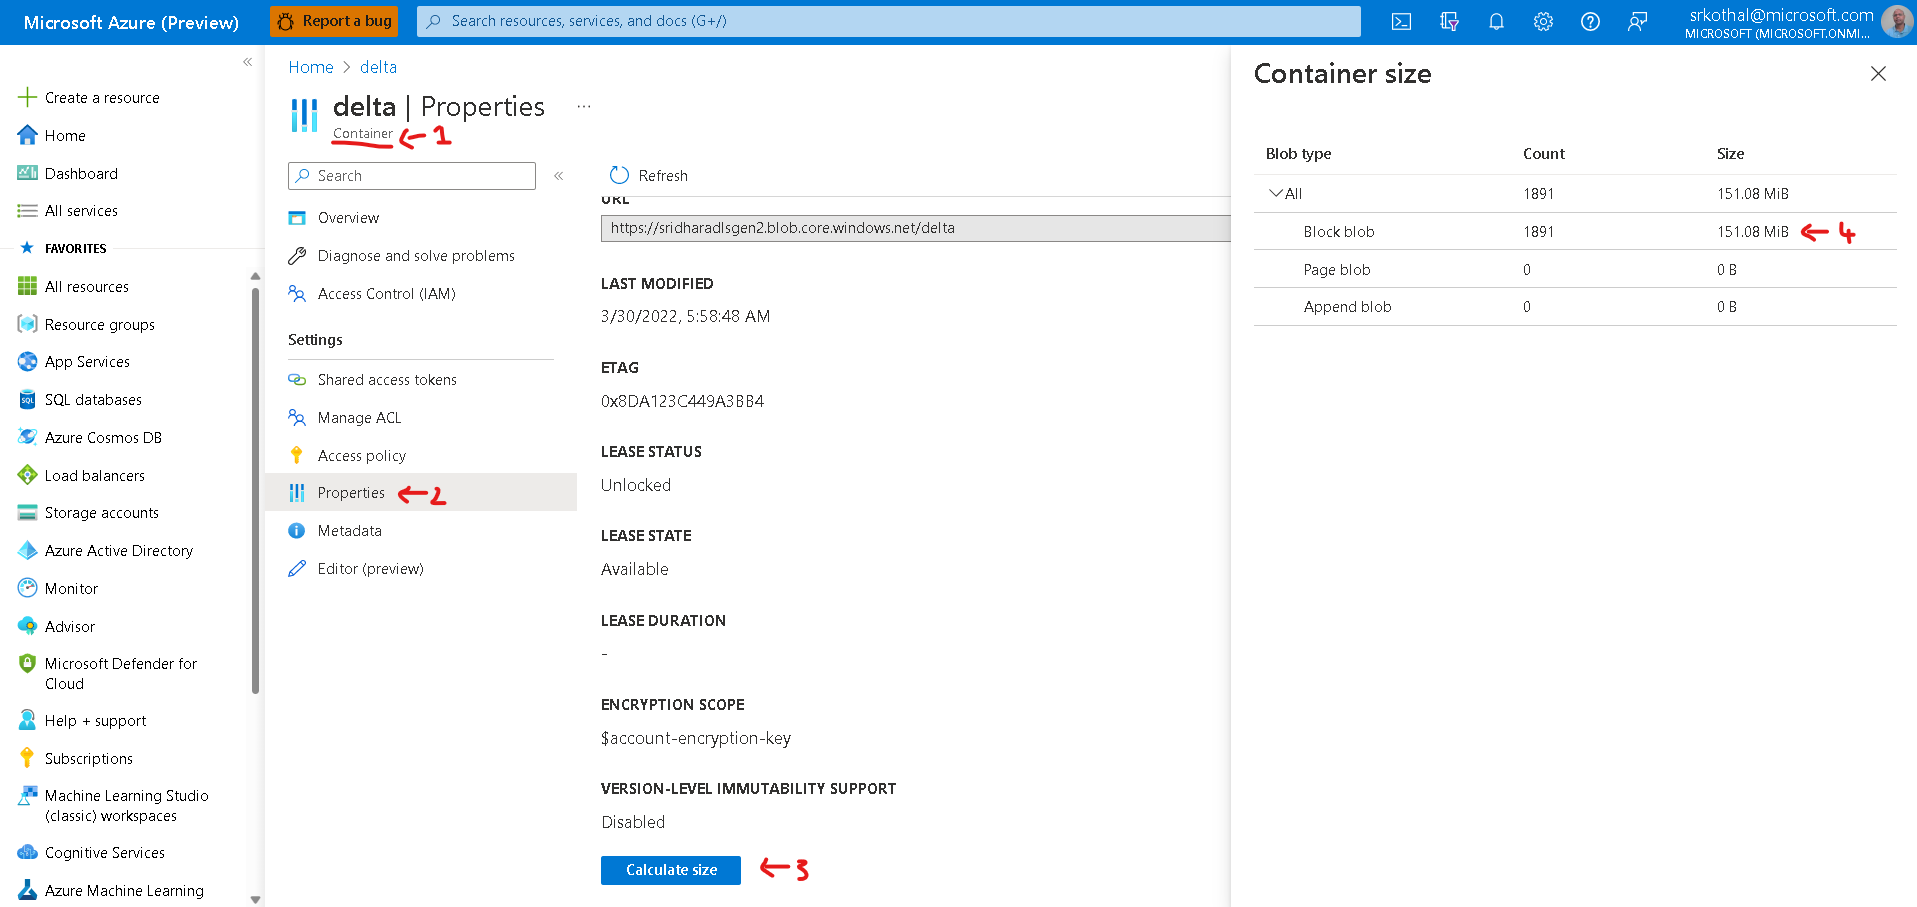 Microsoft Azure (Preview)
Report a bug
Search resources, services, and docs (G+/)
srkothal@microsoft.com
MICROSOFT (MICROSOFT.ONMI...
«
Create a resource
Home
Dashboard
All services
FAVORITES
All resources
Resource groups
App Services
SQL databases
Azure Cosmos DB
Load balancers
Storage accounts
Azure Active Directory
Monitor
Advisor
Microsoft Defender for
Cloud
Help + support
Subscriptions
Machine Learning Studio
(classic) workspaces
Cognitive Services
Azure Machine Learning
Home > delta
delta | Properties ...
Container ← 1
Search «
Overview
Diagnose and solve problems
Access Control (IAM)
Settings
Shared access tokens
Manage ACL
Access policy
Properties ← 2
Metadata
Editor (preview)
Refresh
URL
https://sridharadlsgen2.blob.core.windows.net/delta
LAST MODIFIED
3/30/2022, 5:58:48 AM
ETAG
0x8DA123C449A3BB4
LEASE STATUS
Unlocked
LEASE STATE
Available
LEASE DURATION
-
ENCRYPTION SCOPE
$account-encryption-key
VERSION-LEVEL IMMUTABILITY SUPPORT
Disabled
Calculate size ← 3
Container size
Blob type Count Size
All 1891 151.08 MiB
Block blob 1891 151.08 MiB ← 4
Page blob 0 0 B
Append blob 0 0 B